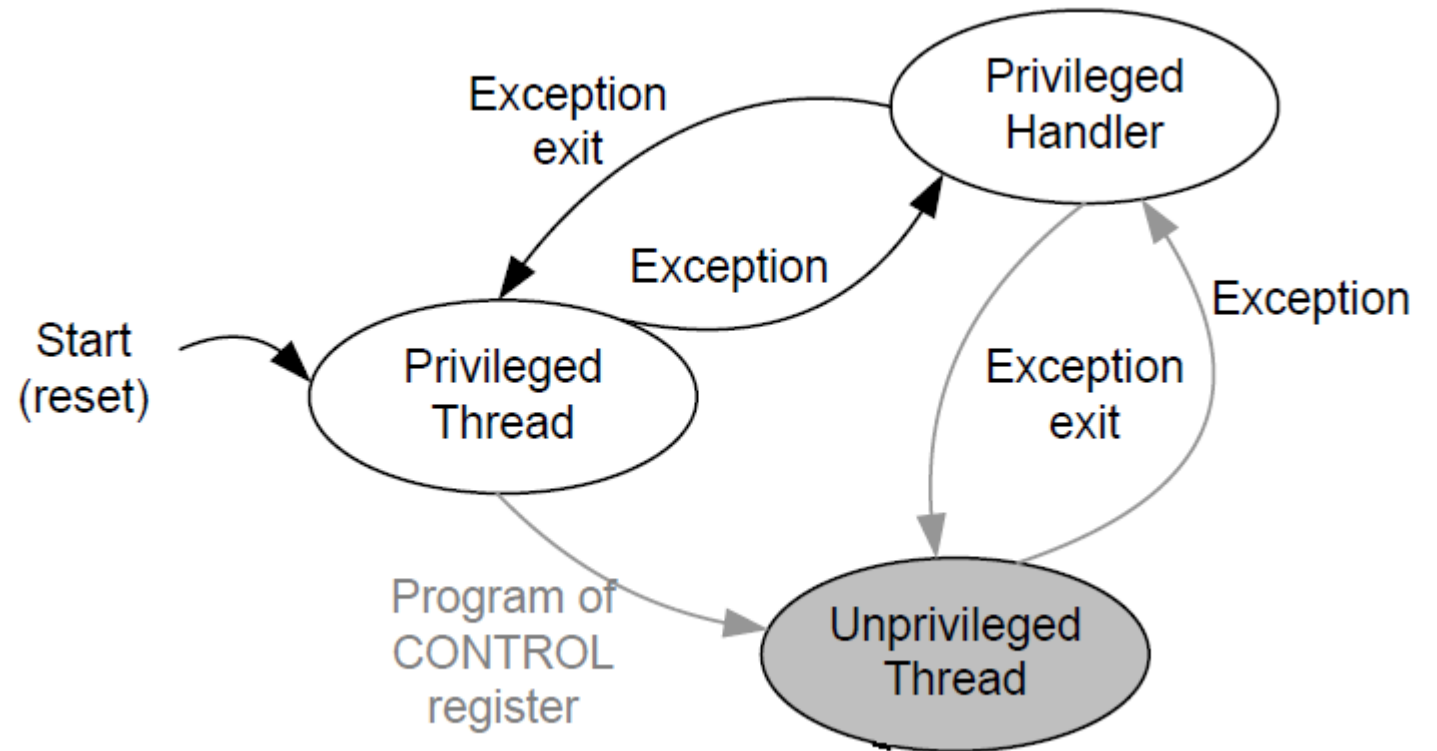 Privileged
Handler
Exception
exit
Exception
Exception
Start
(reset)
Privileged
Thread
Exception
exit
Program of
CONTROL
register
Unprivileged
Thread